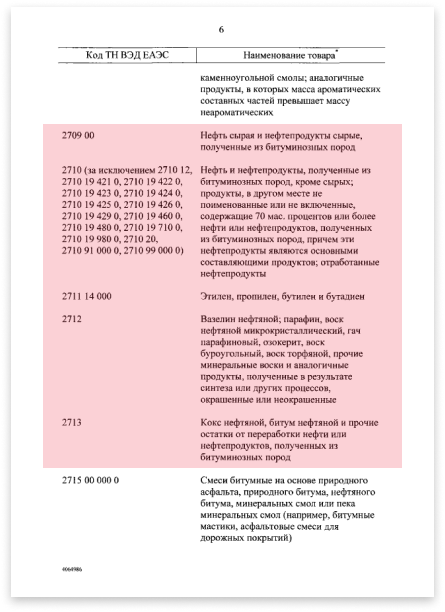 6
Код ТН ВЭД ЕАЭС
Наименование товара*
каменноугольной смолы; аналогичные
продукты, в которых масса ароматических
составных частей превышает массу
неароматических
2709 00
Нефть сырая и нефтепродукты сырые,
полученные из битуминозных пород
2710 (за исключением 2710 12,
2710 19 421 0, 2710 19 422 0,
2710 19 423 0, 2710 19 424 0,
2710 19 425 0, 2710 19 426 0,
2710 19 429 0, 2710 19 460 0,
2710 19 480 0, 2710 19 710 0,
2710 19 980 0, 2710 20,
2710 91 000 0, 2710 99 000 0)
Нефть и нефтепродукты, полученные из
битуминозных пород, кроме сырых;
продукты, в другом месте не
поименованные или не включенные,
содержащие 70 мас. процентов или более
нефти или нефтепродуктов, полученных
из битуминозных пород, причем эти
нефтепродукты являются основными
составляющими продуктов; отработанные
нефтепродукты
2711 14 000
Этилен, пропилен, бутилен и бутадиен
2712
Вазелин нефтяной; парафин, воск
нефтяной микрокристаллический, гач
парафиновый, озокерит, воск
буроугольный, воск торфяной, прочие
минеральные воски и аналогичные
продукты, полученные в результате
синтеза или других процессов,
окрашенные или неокрашенные
2713
Кокс нефтяной, битум нефтяной и прочие
остатки от переработки нефти или
нефтепродуктов, полученных из
битуминозных пород
2715 00 000 0
Смеси битумные на основе природного
асфальта, природного битума, нефтяного
битума, минеральных смол или пека
минеральных смол (например, битумные
мастики, асфальтовые смеси для
дорожных покрытий)
4064986